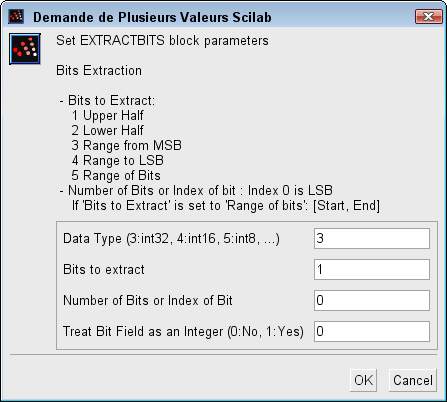 Demande de Plusieurs Valeurs Scilab
Set EXTRACTBITS block parameters
Bits Extraction
- Bits to Extract:
1 Upper Half
2 Lower Half
3 Range from MSB
4 Range to LSB
5 Range of Bits
- Number of Bits or Index of bit : Index 0 is LSB
If 'Bits to Extract' is set to 'Range of bits': [Start, End]
Data Type (3:int32, 4:int16, 5:int8, ...) 3
Bits to extract 1
Number of Bits or Index of Bit 0
Treat Bit Field as an Integer (0:No, 1:Yes) 0
OK Cancel